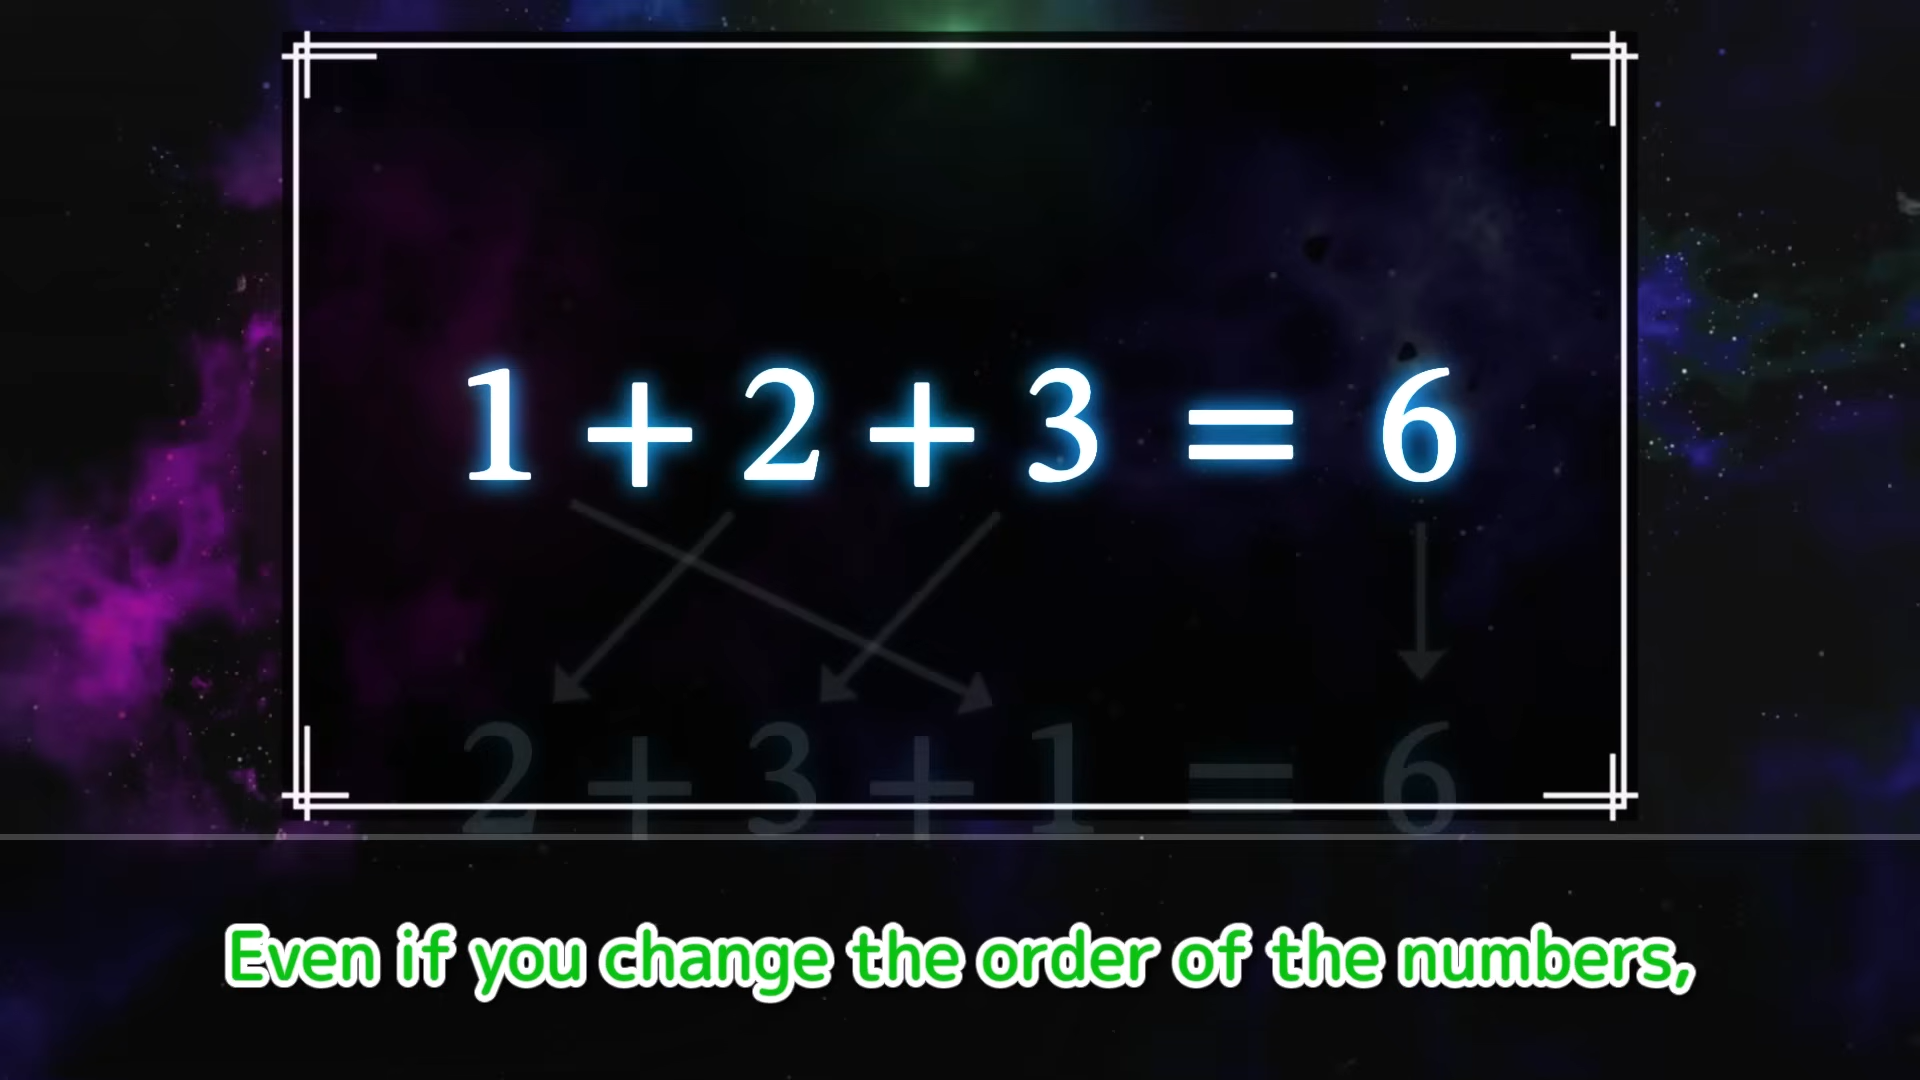 1 + 2 + 3 = 6
2 + 3 + 1 = 6
Even if you change the order of the numbers,